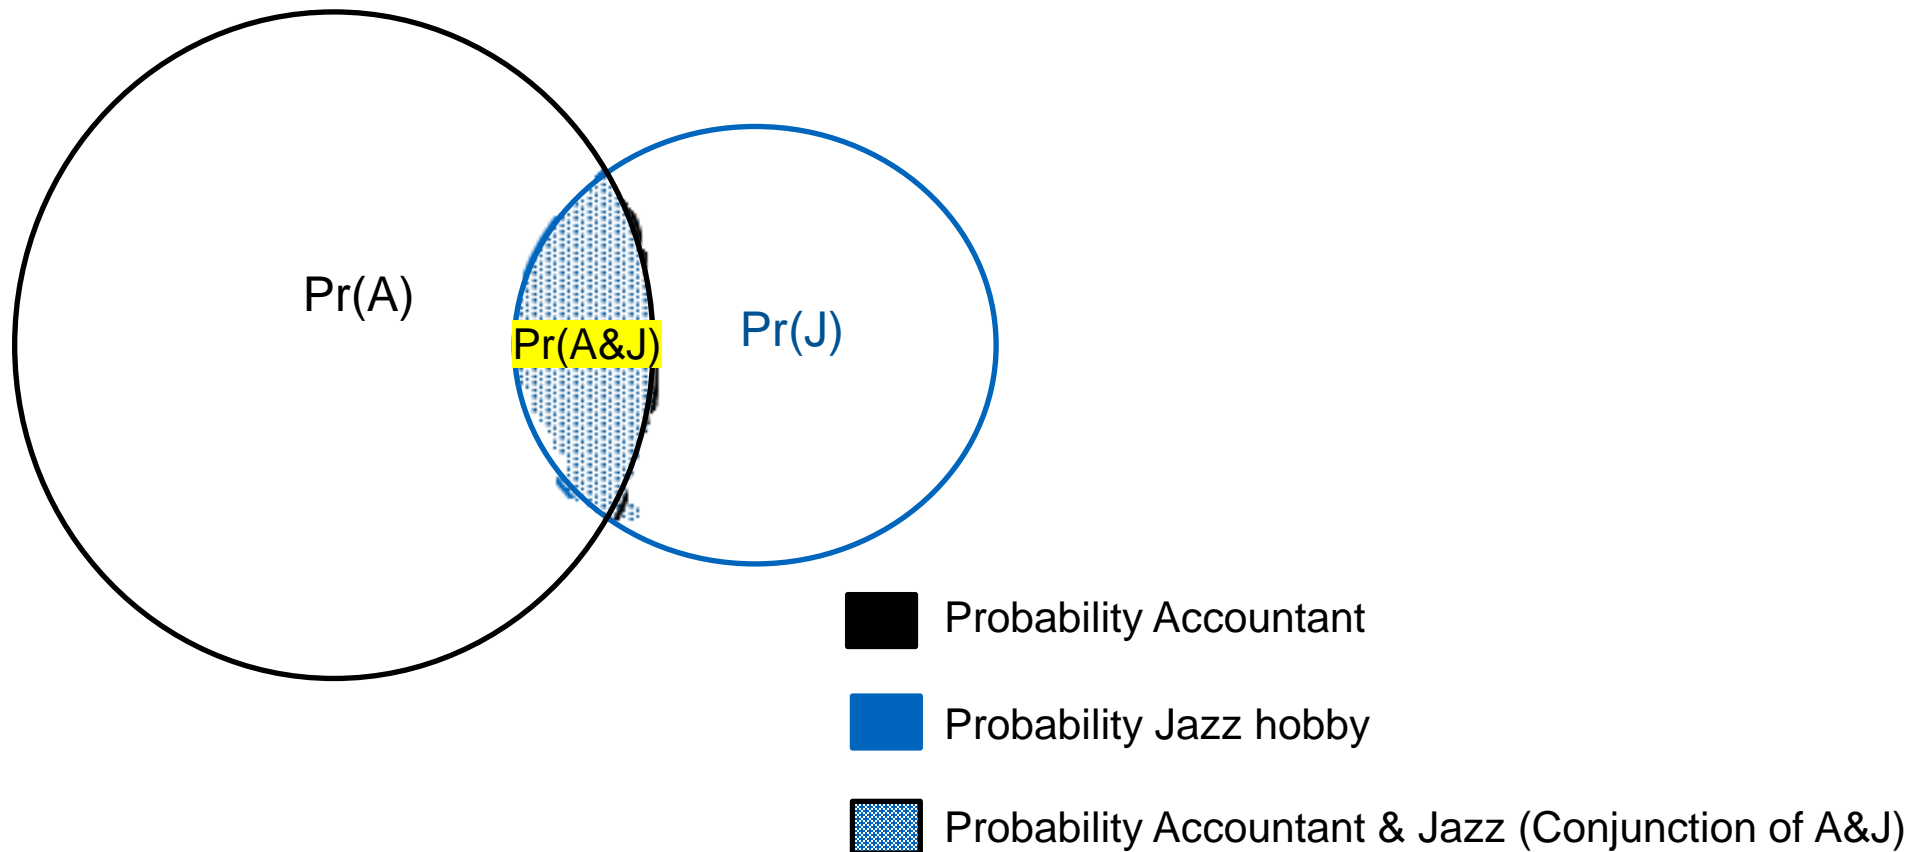 Pr(A)
Pr(A&J)
Pr(J)
Probability Accountant
Probability Jazz hobby
Probability Accountant & Jazz (Conjunction of A&J)